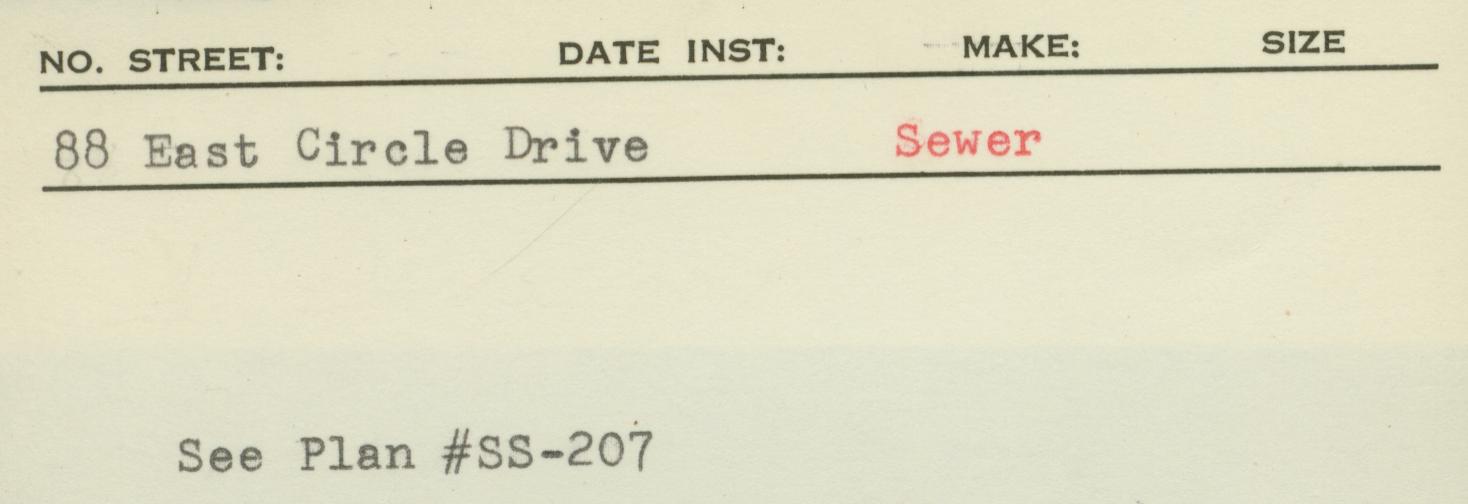 NO. STREET: DATE INST: MAKE: SIZE
88 East Circle Drive Sewer
See Plan #SS-207